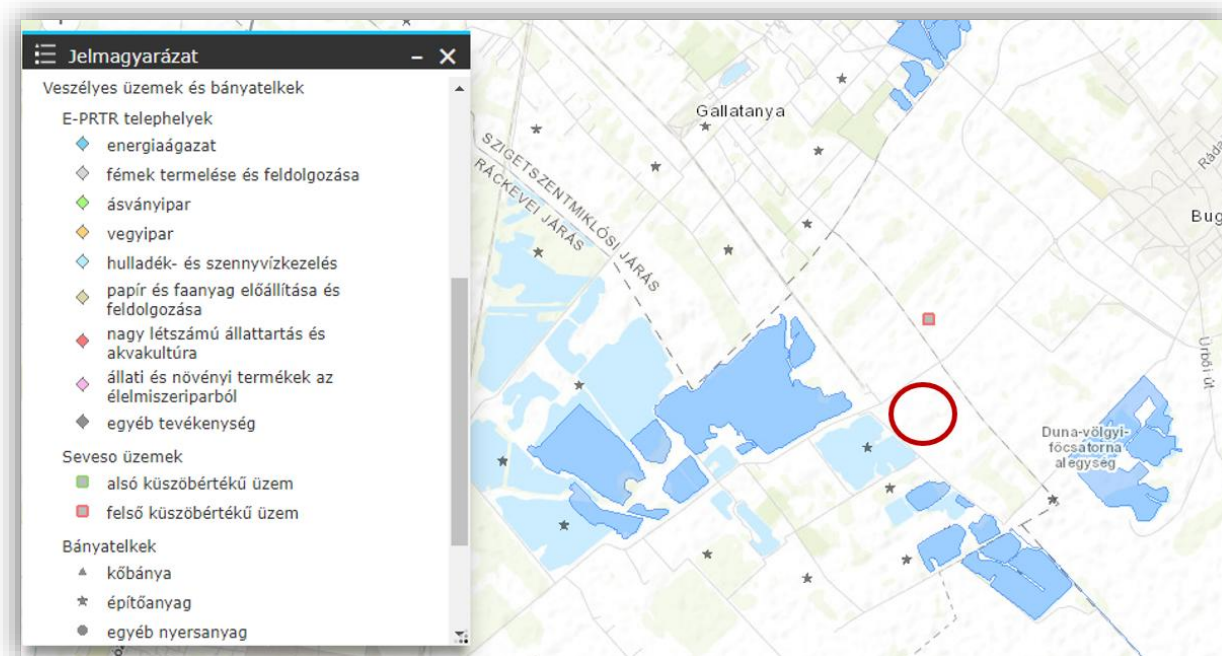 Jelmagyarázat
Veszélyes üzemek és bányatelkek
E-PRTR telephelyek
energiaágazat
fémek termelése és feldolgozása
ásványipar
vegyipar
hulladék- és szennyvízkezelés
papír és faanyag előállítása és
feldolgozása
nagy létszámú állattartás és
akvakultúra
állati és növényi termékek az
élelmiszeriparból
egyéb tevékenység
Seveso üzemek
alsó küszöbértékű üzem
felső küszöbértékű üzem
Bányatelkek
kőbánya
építőanyag
egyéb nyersanyag
Gallatanya
SZIGETSZENTMIKLÓSI JÁRÁS
RÁCKEVEI JÁRÁS
Ráda
Bug
Ürbői út
Duna-völgyi-
főcsatorna
alegység